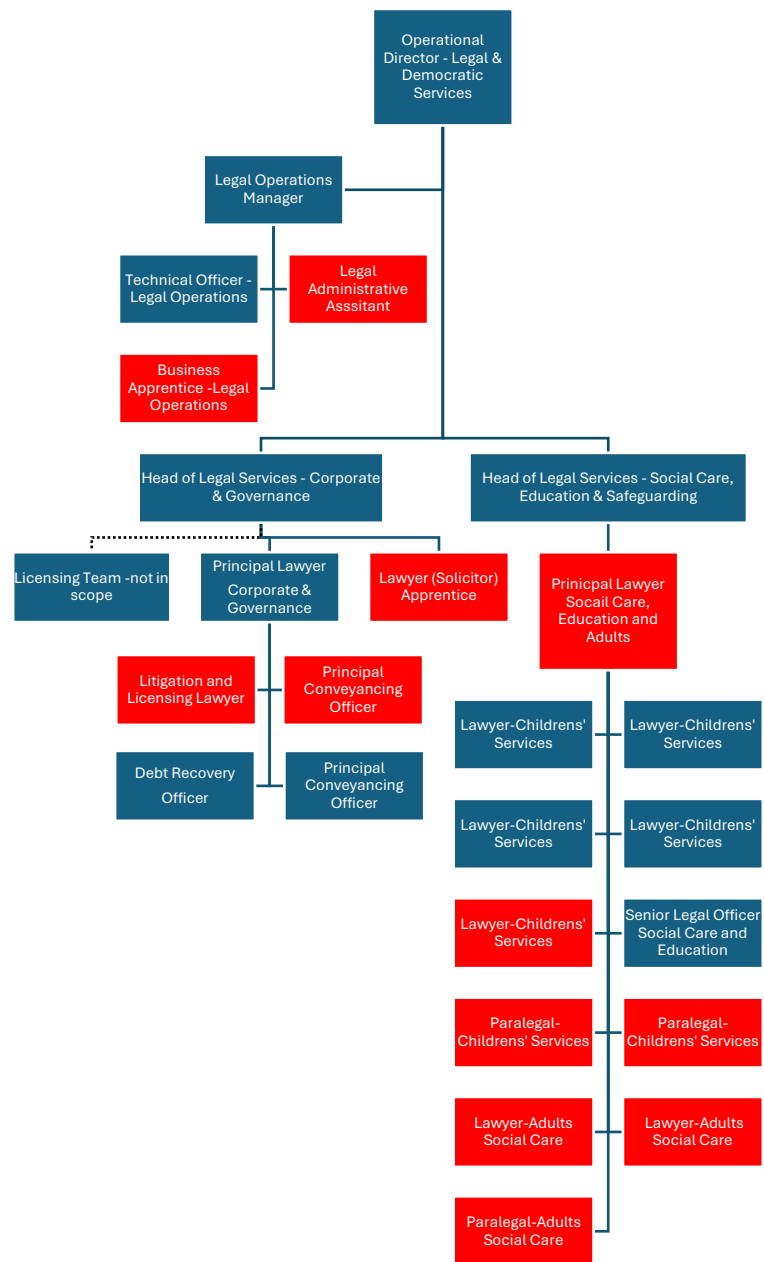 Operational
Director - Legal &
Democratic
Services
Legal Operations
Manager
Technical Officer -
Legal Operations
Legal
Administrative
Asssitant
Business
Apprentice -Legal
Operations
Head of Legal Services - Corporate
& Governance
Head of Legal Services - Social Care,
Education & Safeguarding
Licensing Team -not in
scope
Principal Lawyer
Corporate &
Governance
Lawyer (Solicitor)
Apprentice
Prinicpal Lawyer
Socail Care,
Education and
Adults
Litigation and
Licensing Lawyer
Principal
Conveyancing
Officer
Debt Recovery
Officer
Principal
Conveyancing
Officer
Lawyer-Childrens'
Services
Lawyer-Childrens'
Services
Lawyer-Childrens'
Services
Lawyer-Childrens'
Services
Lawyer-Childrens'
Services
Senior Legal Officer
Social Care and
Education
Paralegal-
Childrens' Services
Paralegal-
Childrens' Services
Lawyer-Adults
Social Care
Lawyer-Adults
Social Care
Paralegal-Adults
Social Care